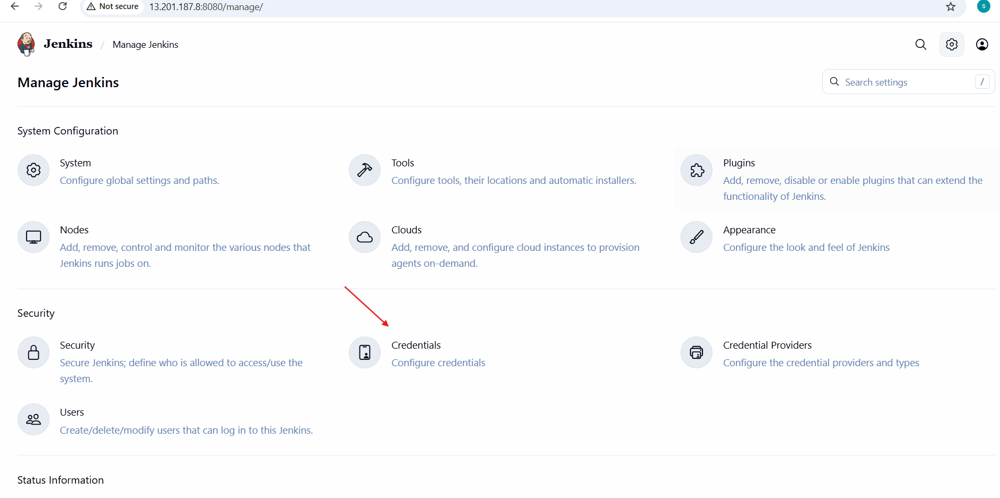 Not secure 13.201.187.8:8080/manage/ s
Jenkins / Manage Jenkins
Manage Jenkins
Search settings /
System Configuration
System
Configure global settings and paths.
Tools
Configure tools, their locations and automatic installers.
Plugins
Add, remove, disable or enable plugins that can extend the
functionality of Jenkins.
Nodes
Add, remove, control and monitor the various nodes that
Jenkins runs jobs on.
Clouds
Add, remove, and configure cloud instances to provision
agents on-demand.
Appearance
Configure the look and feel of Jenkins
Security
Security
Secure Jenkins; define who is allowed to access/use the
system.
Credentials
Configure credentials
Credential Providers
Configure the credential providers and types
Users
Create/delete/modify users that can log in to this Jenkins.
Status Information